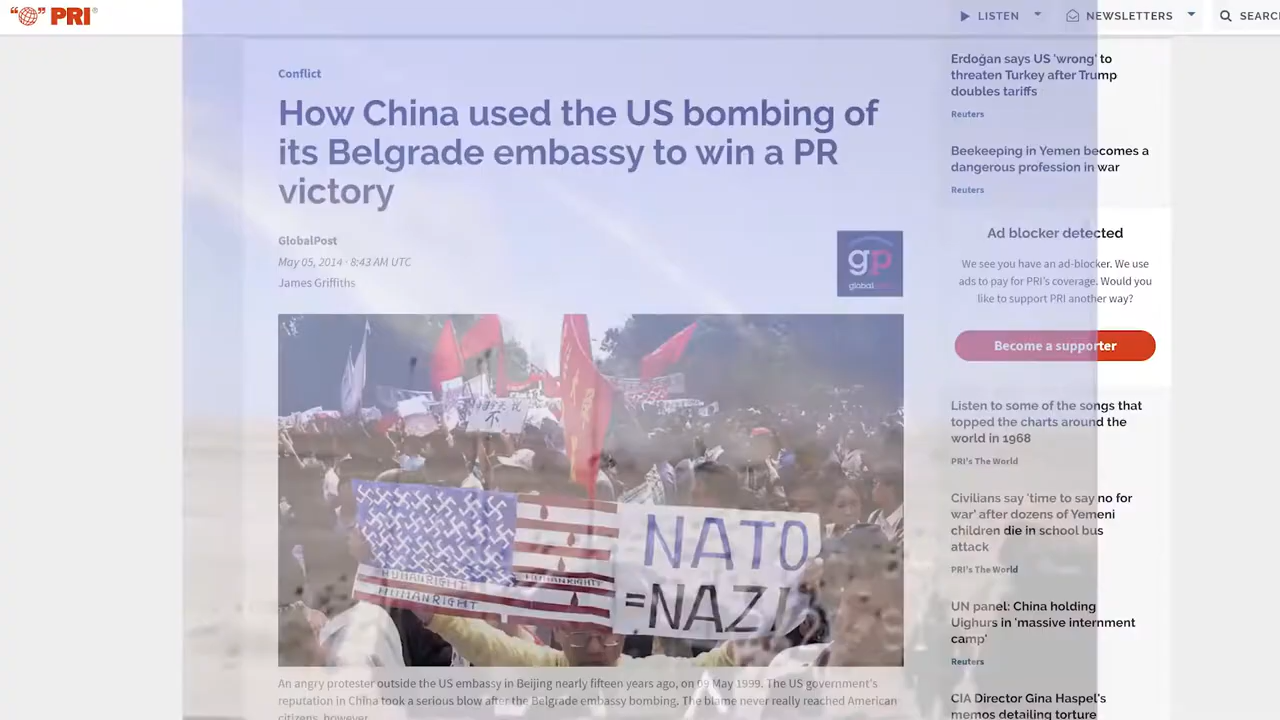 PRI
LISTEN
NEWSLETTERS
Conflict
How China used the US bombing of
its Belgrade embassy to win a PR
victory
GlobalPost
May 05, 2014 · 8:43 AM UTC
James Griffiths
gp
global
不
HUMANRIGHT
HUMANRIGHT
HUMANRIGHT
NATO
=NAZI
An angry protester outside the US embassy in Beijing nearly fifteen years ago, on 09 May 1999. The US government's
reputation in China took a serious blow after the Belgrade embassy bombing. The blame never really reached American
citizens, however.
Erdoğan says US 'wrong' to
threaten Turkey after Trump
doubles tariffs
Reuters
Beekeeping in Yemen becomes a
dangerous profession in war
Reuters
Ad blocker detected
We see you have an ad-blocker. We use
ads to pay for PRI's coverage. Would you
like to support PRI another way?
Become a supporter
Listen to some of the songs that
topped the charts around the
world in 1968
PRI's The World
Civilians say 'time to say no for
war' after dozens of Yemeni
children die in school bus
attack
PRI's The World
UN panel: China holding
Uighurs in 'massive internment
camp'
Reuters
CIA Director Gina Haspel's
memos detailing torture